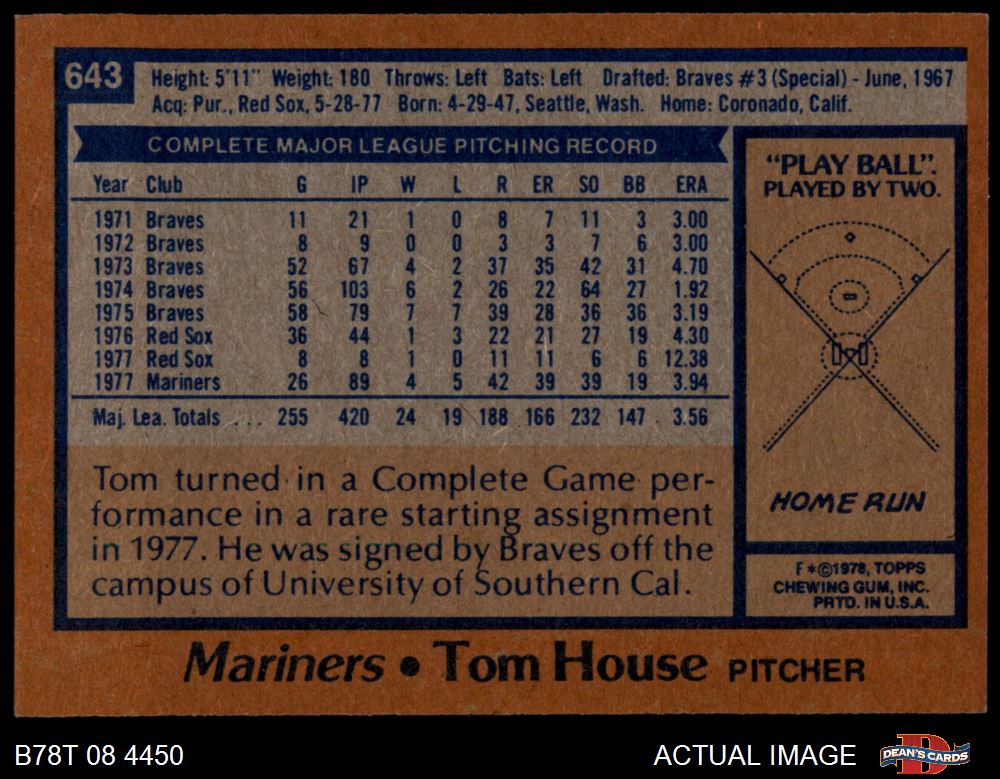 643
Height: 5'11" Weight: 180 Throws: Left Bats: Left Drafted: Braves #3 (Special) - June, 1967
Acq: Pur., Red Sox, 5-28-77 Born: 4-29-47, Seattle, Wash. Home: Coronado, Calif.
COMPLETE MAJOR LEAGUE PITCHING RECORD
Year Club G IP W L R ER SO BB ERA
1971 Braves 11 21 1 0 8 7 11 3 3.00
1972 Braves 8 9 0 0 3 3 7 6 3.00
1973 Braves 52 67 4 2 37 35 42 31 4.70
1974 Braves 56 103 6 2 26 22 64 27 1.92
1975 Braves 58 79 7 7 39 28 36 36 3.19
1976 Red Sox 36 44 1 3 22 21 27 19 4.30
1977 Red Sox 8 8 1 0 11 11 6 6 12.38
1977 Mariners 26 89 4 5 42 39 39 19 3.94
Maj. Lea. Totals ... 255 420 24 19 188 166 232 147 3.56
Tom turned in a Complete Game per-
formance in a rare starting assignment
in 1977. He was signed by Braves off the
campus of University of Southern Cal.
"PLAY BALL".
PLAYED BY TWO.
HOME RUN
F*©1978, TOPPS
CHEWING GUM, INC.
PRTD. IN U.S.A.
Mariners • Tom House PITCHER
B78T 08 4450
ACTUAL IMAGE
D
DEAN'S CARDS